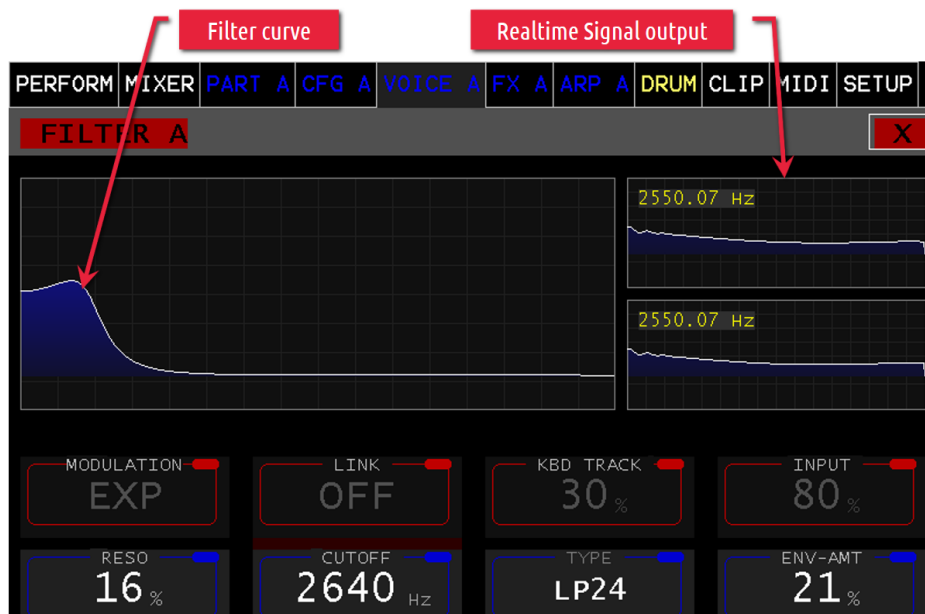 Filter curve
Realtime Signal output
PERFORM MIXER PART A CFG A VOICE A FX A ARP A DRUM CLIP MIDI SETUP
FILTER A X
2550.07 Hz
2550.07 Hz
MODULATION LINK KBD TRACK INPUT
EXP OFF 30 % 80 %
RESO CUTOFF TYPE ENV-AMT
16 % 2640 HZ LP24 21 %